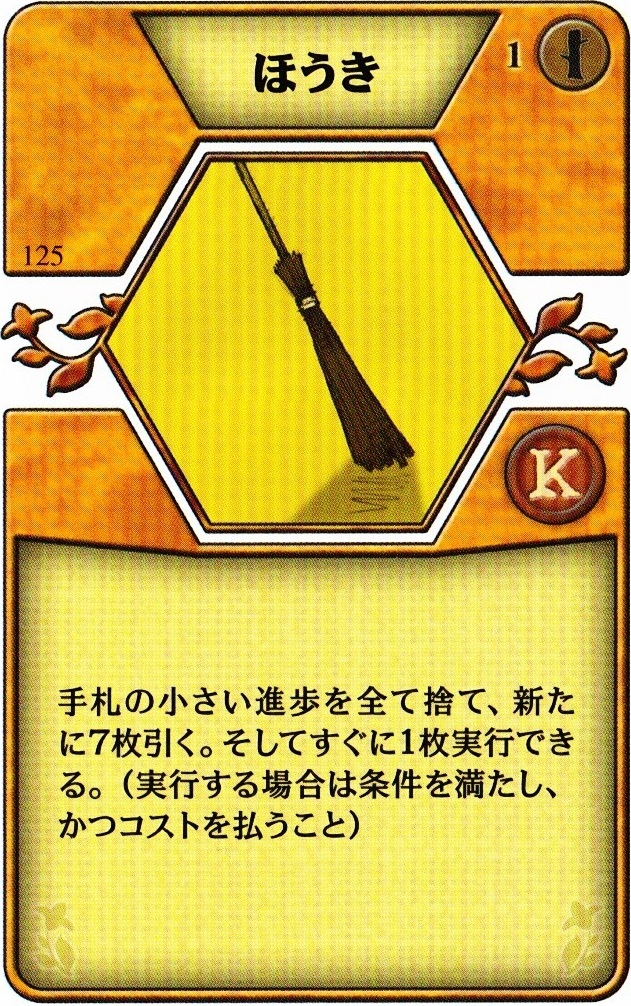 ほうき
1
125
K
手札の小さい進歩を全て捨て、新た
に7枚引く。そしてすぐに1枚実行でき
る。（実行する場合は条件を満たし、
かつコストを払うこと）